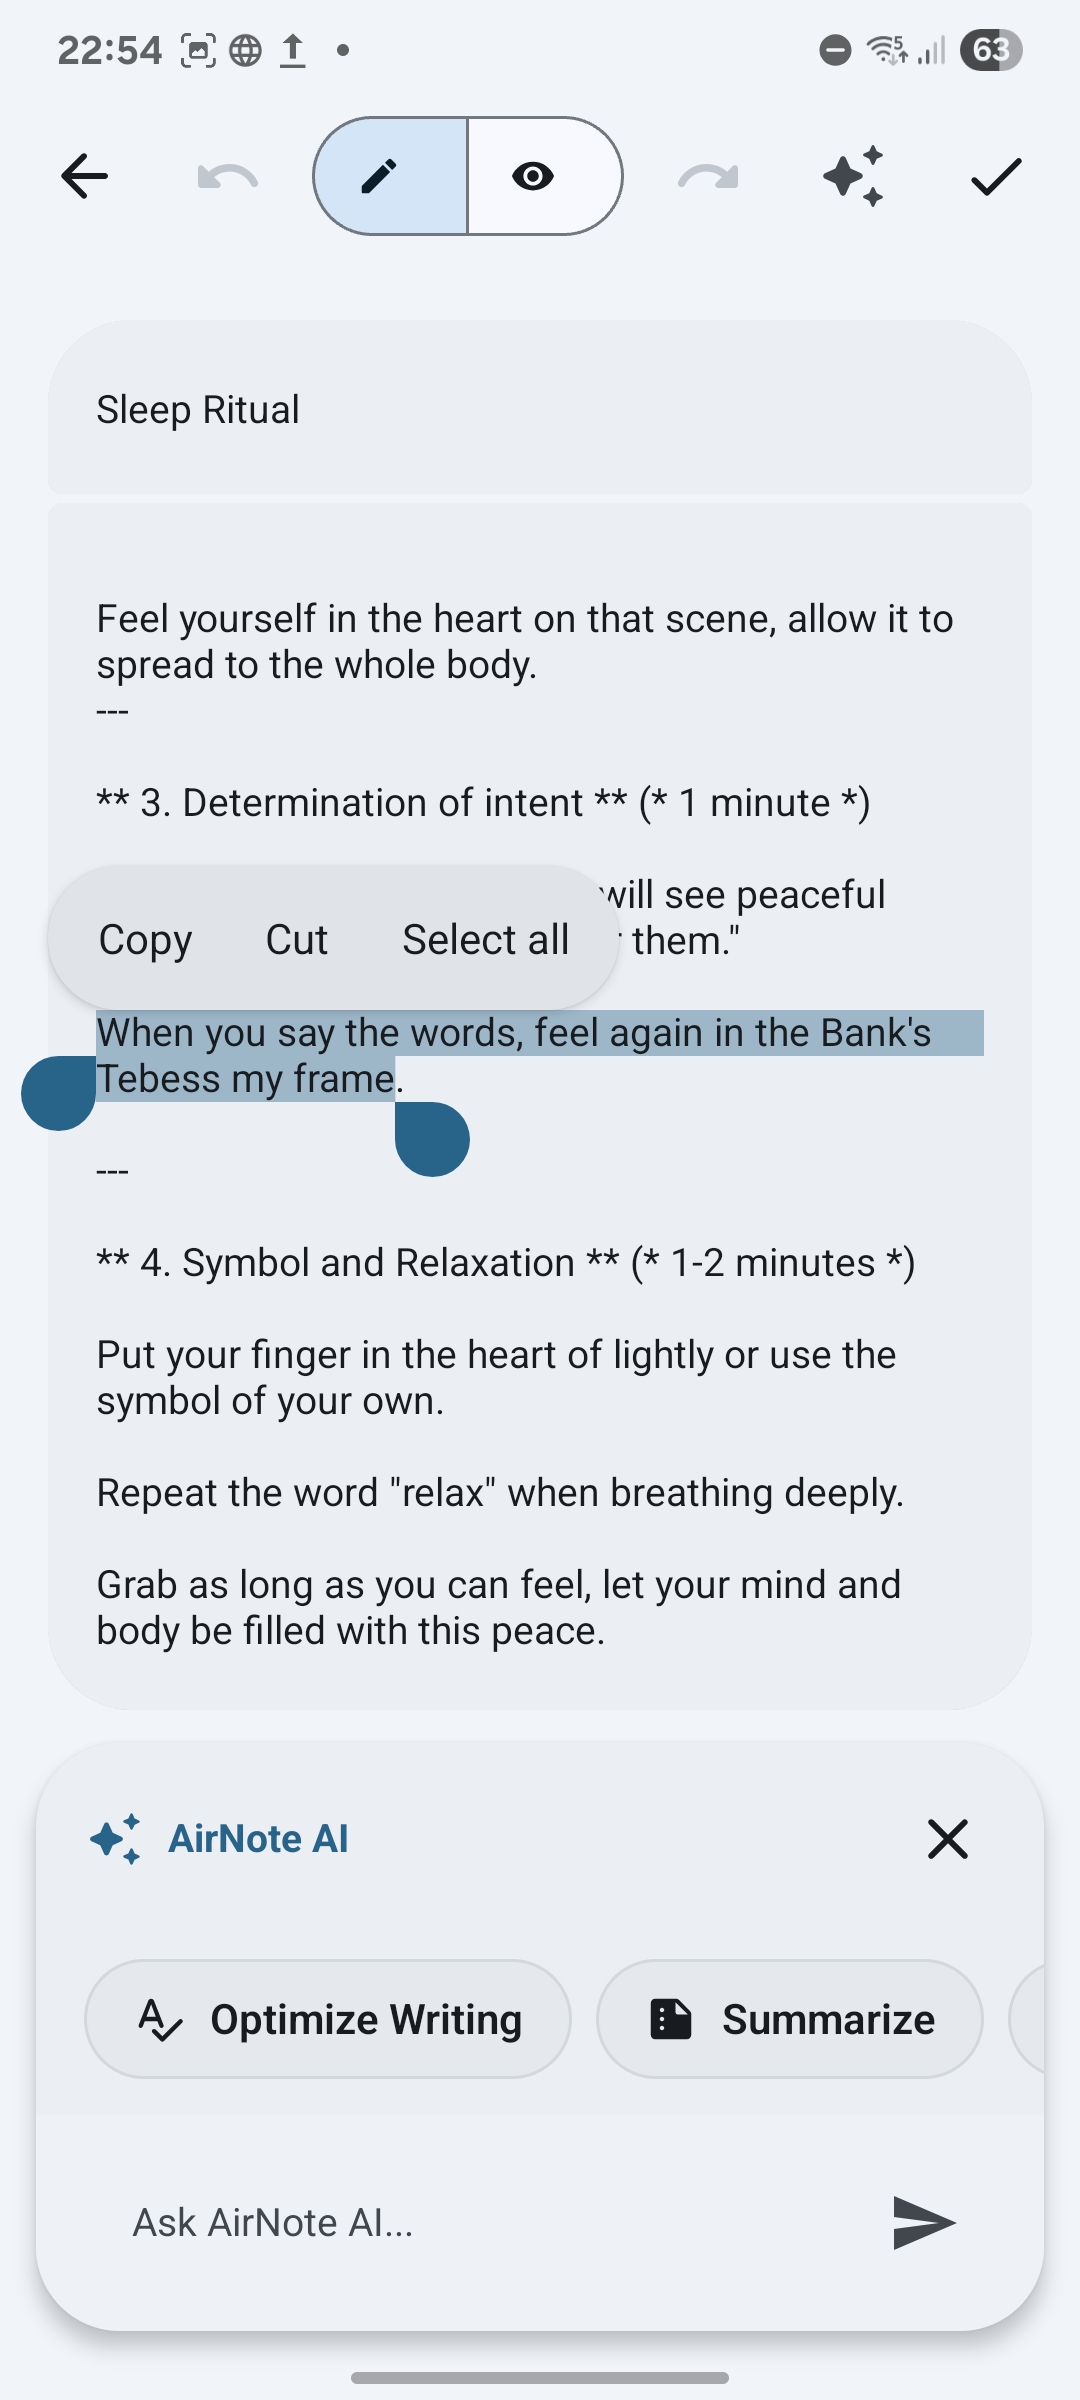 22:54
5
63
Sleep Ritual
Feel yourself in the heart on that scene, allow it to
spread to the whole body.
---
** 3. Determination of intent ** (* 1 minute *)
will see peaceful
them."
Copy Cut Select all
When you say the words, feel again in the Bank's
Tebess my frame.
---
** 4. Symbol and Relaxation ** (* 1-2 minutes *)
Put your finger in the heart of lightly or use the
symbol of your own.
Repeat the word "relax" when breathing deeply.
Grab as long as you can feel, let your mind and
body be filled with this peace.
AirNote AI
Optimize Writing
Summarize
Ask AirNote AI...